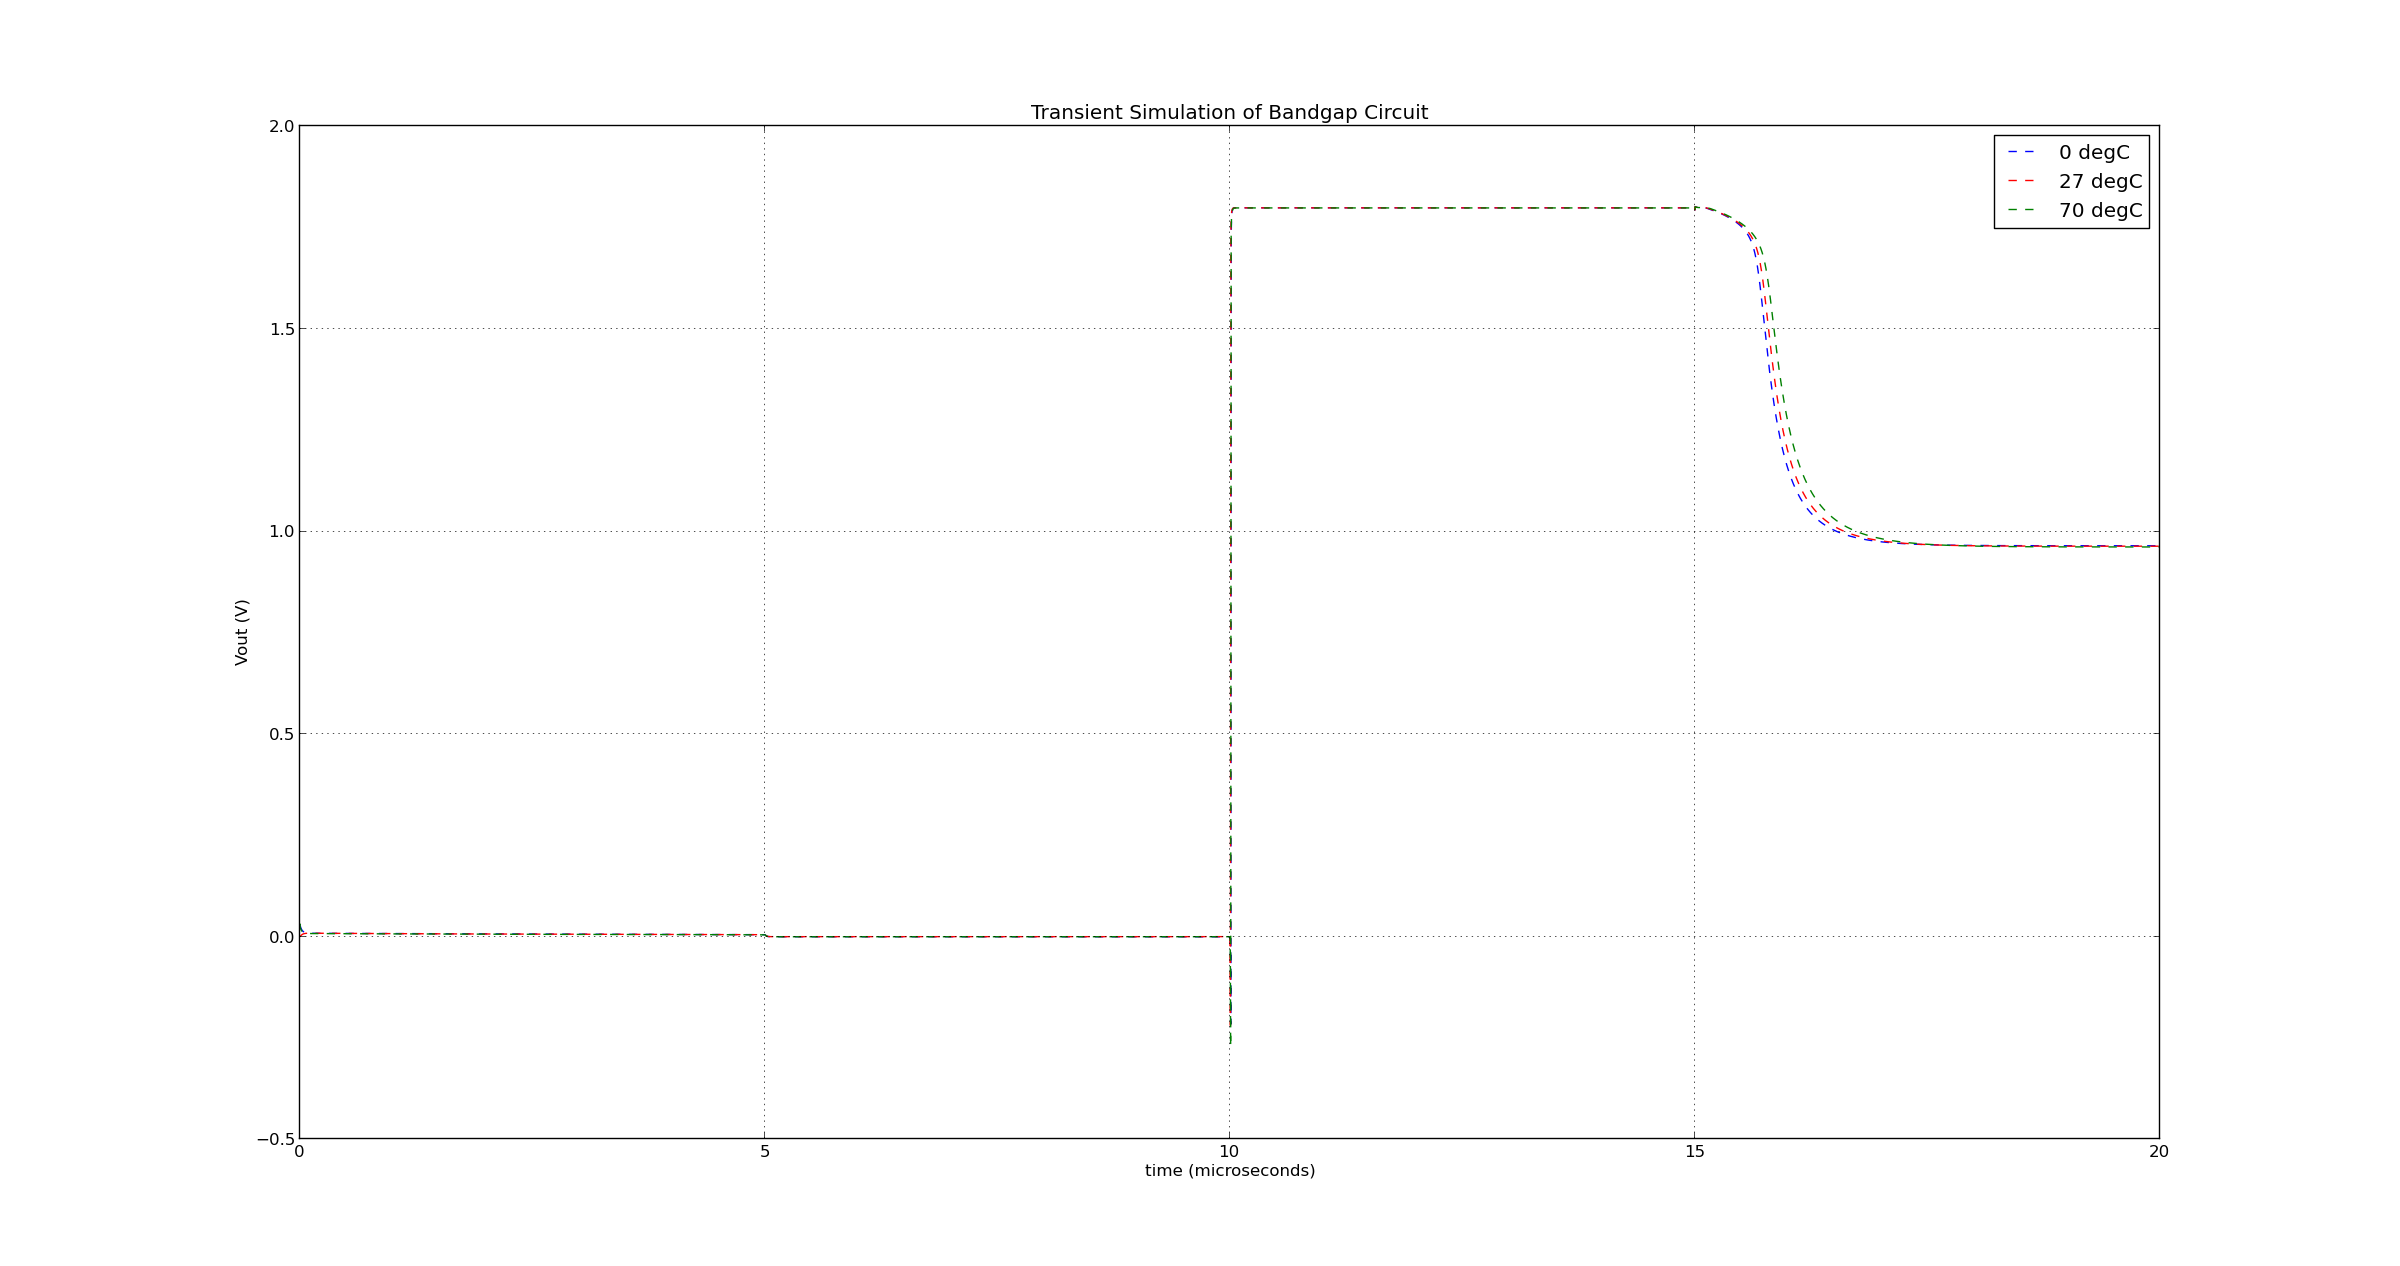 Transient Simulation of Bandgap Circuit
2.0
0 degC
27 degC
70 degC
1.5
1.0
Vout (V)
0.5
0.0
−0.5
0 5 10 15 20
time (microseconds)